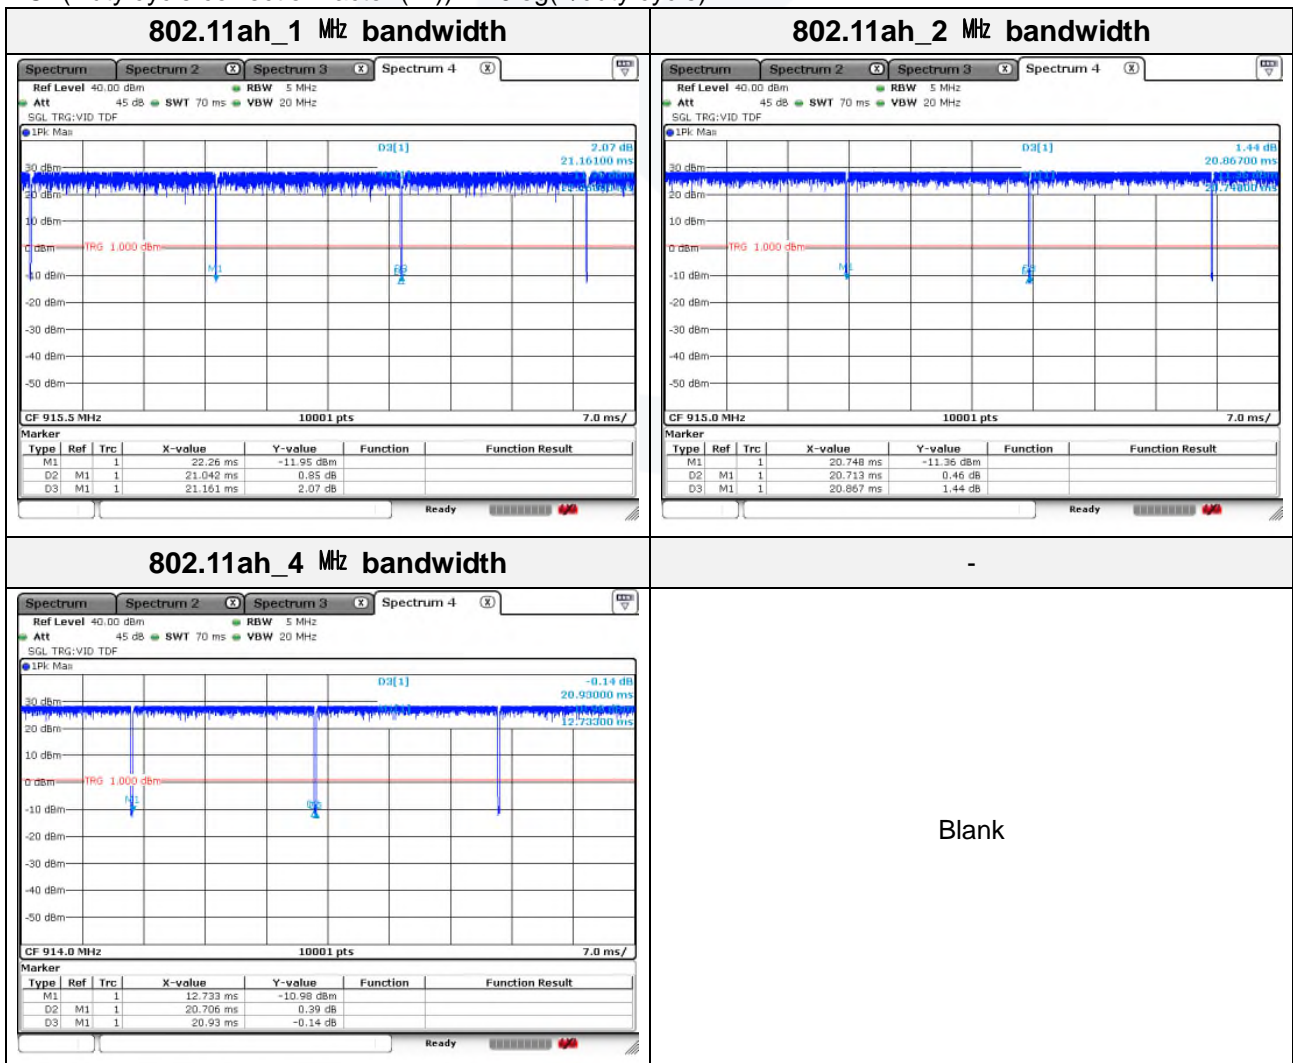 802.11ah_1 ㎒ bandwidth
802.11ah_2 ㎒ bandwidth
Spectrum Spectrum 2 Spectrum 3 Spectrum 4
Ref Level 40.00 dBm RBW 5 MHz
Att 45 dB SWT 70 ms VBW 20 MHz
SGL TRG:VID TDF
1Pk Max
D3[1] 2.07 dB
21.16100 ms
30 dBm
20 dBm
10 dBm
0 dBm
TRG 1.000 dBm
M1
-10 dBm
-20 dBm
-30 dBm
-40 dBm
-50 dBm
CF 915.5 MHz 10001 pts 7.0 ms/
Marker
Type Ref Trc X-value Y-value Function Function Result
M1 1 22.26 ms -11.95 dBm
D2 M1 1 21.042 ms 0.85 dB
D3 M1 1 21.161 ms 2.07 dB
Ready
Spectrum Spectrum 2 Spectrum 3 Spectrum 4
Ref Level 40.00 dBm RBW 5 MHz
Att 45 dB SWT 70 ms VBW 20 MHz
SGL TRG:VID TDF
1Pk Max
D3[1] 1.44 dB
20.86700 ms
30 dBm
20 dBm
10 dBm
0 dBm
TRG 1.000 dBm
M1
-10 dBm
-20 dBm
-30 dBm
-40 dBm
-50 dBm
CF 915.0 MHz 10001 pts 7.0 ms/
Marker
Type Ref Trc X-value Y-value Function Function Result
M1 1 20.748 ms -11.36 dBm
D2 M1 1 20.713 ms 0.46 dB
D3 M1 1 20.867 ms 1.44 dB
Ready
802.11ah_4 ㎒ bandwidth
-
Spectrum Spectrum 2 Spectrum 3 Spectrum 4
Ref Level 40.00 dBm RBW 5 MHz
Att 45 dB SWT 70 ms VBW 20 MHz
SGL TRG:VID TDF
1Pk Max
D3[1] -0.14 dB
20.93000 ms
12.73300 ms
30 dBm
20 dBm
10 dBm
0 dBm
TRG 1.000 dBm
M1
-10 dBm
-20 dBm
-30 dBm
-40 dBm
-50 dBm
CF 914.0 MHz 10001 pts 7.0 ms/
Marker
Type Ref Trc X-value Y-value Function Function Result
M1 1 12.733 ms -10.98 dBm
D2 M1 1 20.706 ms 0.39 dB
D3 M1 1 20.93 ms -0.14 dB
Ready
Blank